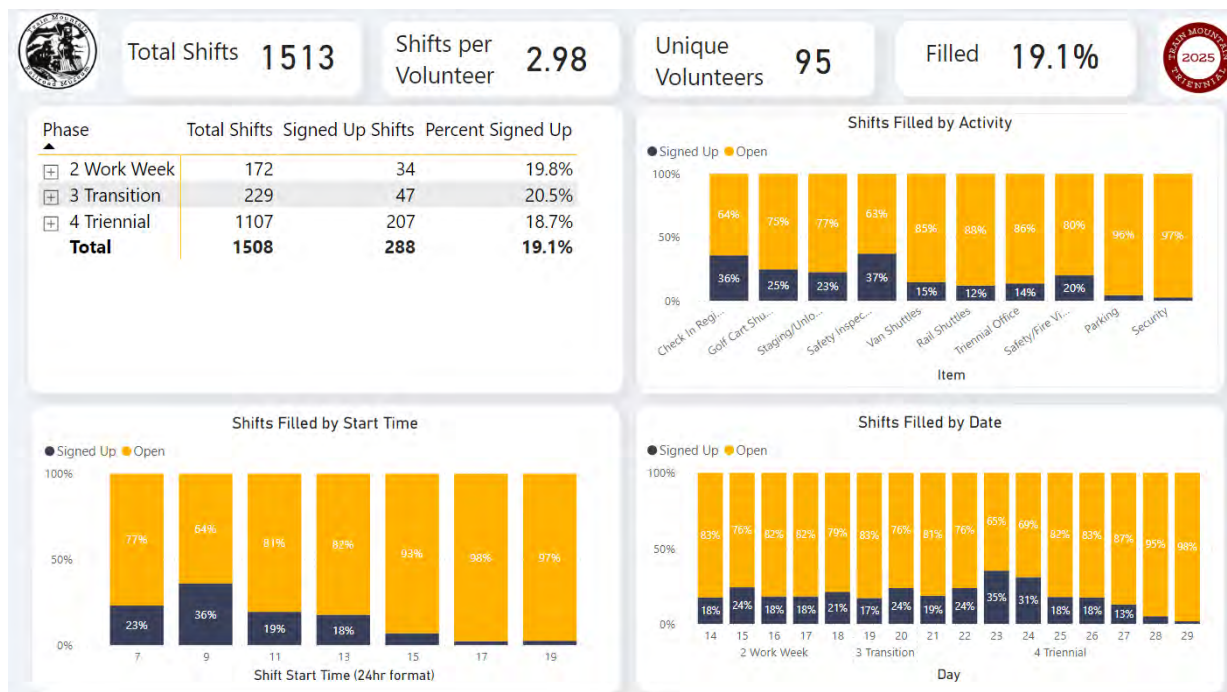 Train Mountain
Railroad Museum
Total Shifts 1513
Shifts per
Volunteer 2.98
Unique
Volunteers 95
Filled 19.1%
TRAIN MOUNTAIN
2025
TRIENNIAL
Phase Total Shifts Signed Up Shifts Percent Signed Up
2 Work Week 172 34 19.8%
3 Transition 229 47 20.5%
4 Triennial 1107 207 18.7%
Total 1508 288 19.1%
Shifts Filled by Activity
Signed Up Open
100%
50%
0%
64% 75% 77% 63% 85% 88% 86% 80% 96% 97%
36% 25% 23% 37% 15% 12% 14% 20%
Check In Regi... Golf Cart Shu... Staging/Unlo... Safety Inspec... Van Shuttles Rail Shuttles Triennial Office Safety/Fire Vi... Parking Security
Item
Shifts Filled by Start Time
Signed Up Open
100%
50%
0%
77% 64% 81% 82% 93% 98% 97%
23% 36% 19% 18%
7 9 11 13 15 17 19
Shift Start Time (24hr format)
Shifts Filled by Date
Signed Up Open
100%
50%
0%
83% 76% 82% 82% 79% 83% 76% 81% 76% 65% 69% 82% 83% 87% 95% 98%
18% 24% 18% 18% 21% 17% 24% 19% 24% 35% 31% 18% 18% 13%
14 15 16 17 18 19 20 21 22 23 24 25 26 27 28 29
2 Work Week 3 Transition 4 Triennial
Day